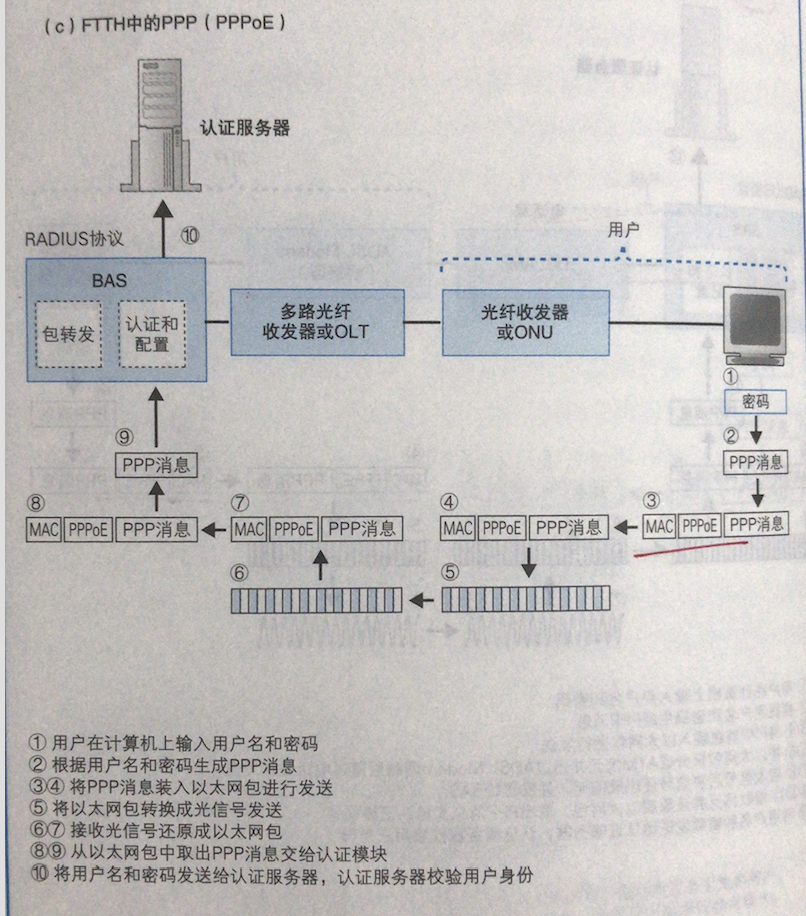 （c）FTTH中的PPP（PPPoE）
认证服务器
RADIUS协议
⑩
用户
BAS
包转发
认证和
配置
多路光纤
收发器或OLT
光纤收发器
或ONU
①
密码
②
PPP消息
⑨
PPP消息
⑧
MAC PPPoE PPP消息
⑦
MAC PPPoE PPP消息
④
MAC PPPoE PPP消息
③
MAC PPPoE PPP消息
⑥
⑤
① 用户在计算机上输入用户名和密码
② 根据用户名和密码生成PPP消息
③④ 将PPP消息装入以太网包进行发送
⑤ 将以太网包转换成光信号发送
⑥⑦ 接收光信号还原成以太网包
⑧⑨ 从以太网包中取出PPP消息交给认证模块
⑩ 将用户名和密码发送给认证服务器，认证服务器校验用户身份